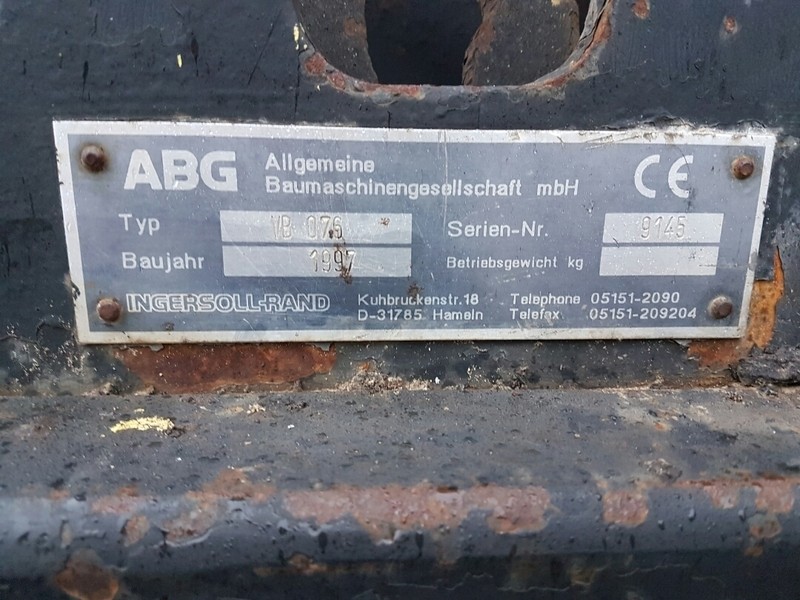 ABG Allgemeine
Baumaschinengesellschaft mbH CE
Typ VB 076 Serien-Nr. 9145
Baujahr 1997 Betriebsgewicht kg
INGERSOLL-RAND Kuhbruckenstr.18 Telephone 05151-2090
D-31785 Hameln Telefax 05151-209204